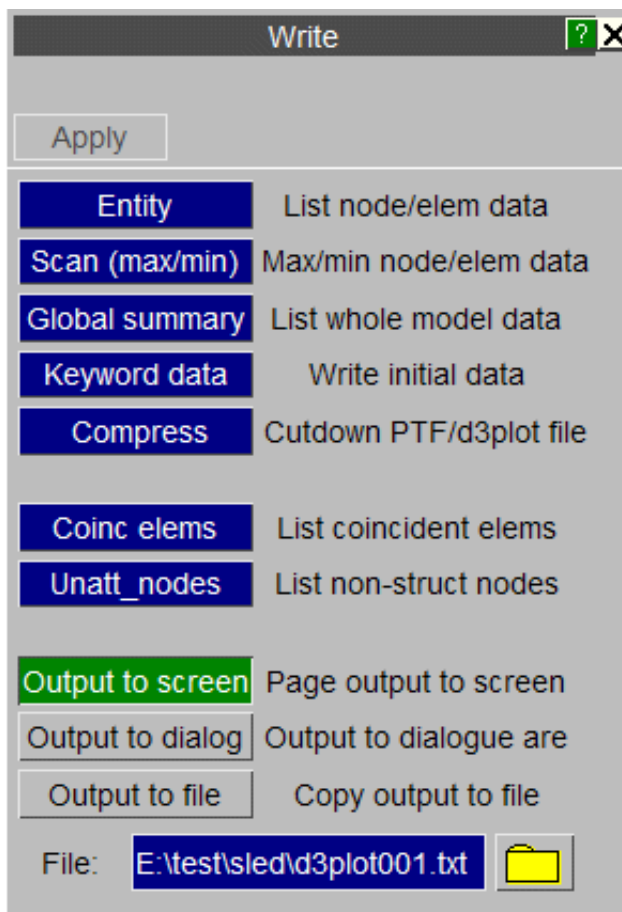 Write ? X
Apply
Entity List node/elem data
Scan (max/min) Max/min node/elem data
Global summary List whole model data
Keyword data Write initial data
Compress Cutdown PTF/d3plot file
Coinc elems List coincident elems
Unatt_nodes List non-struct nodes
Output to screen Page output to screen
Output to dialog Output to dialogue are
Output to file Copy output to file
File: E:\test\sled\d3plot001.txt